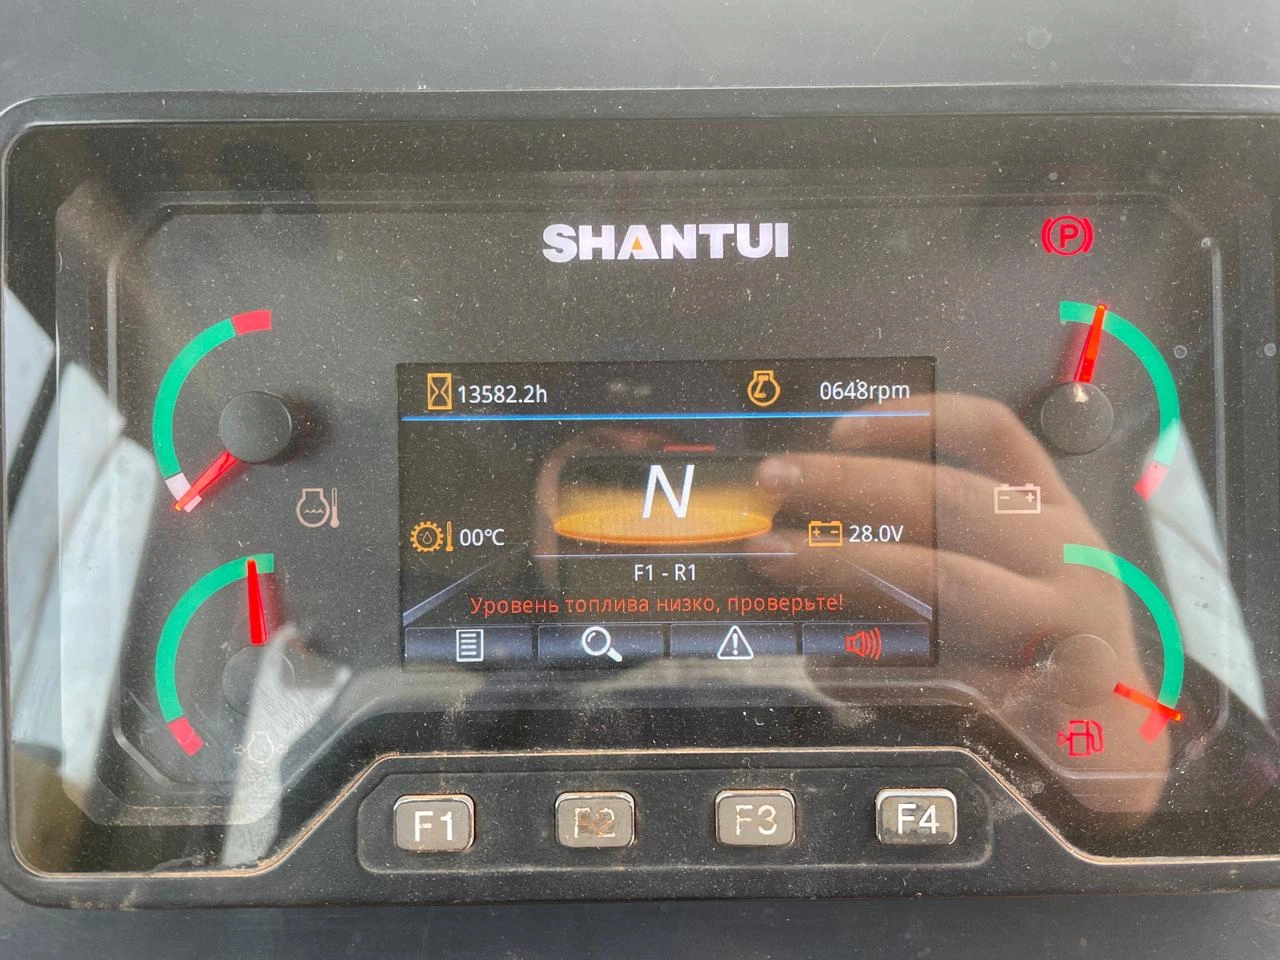 SHANTUI
P
13582.2h
0648rpm
N
00°C
28.0V
F1 - R1
Уровень топлива низко, проверьте!
F1
F2
F3
F4